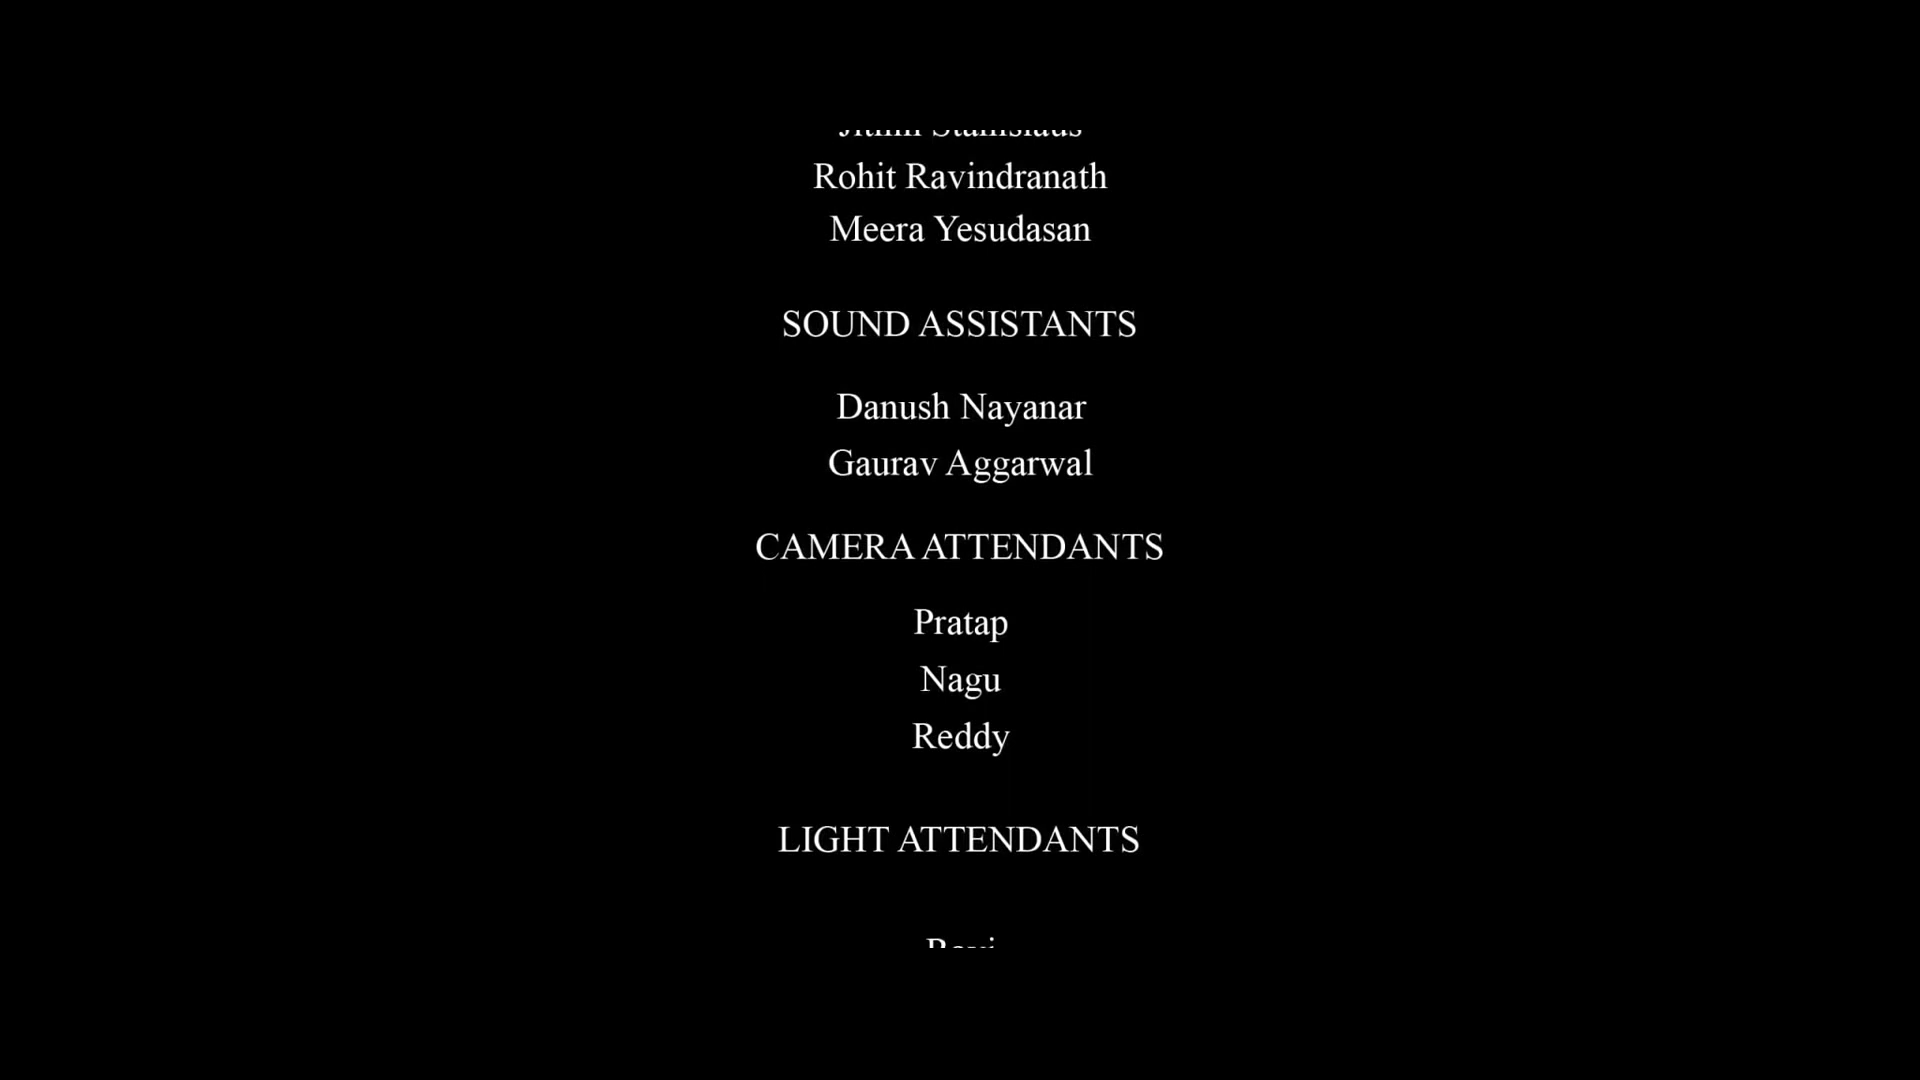 Rohit Ravindranath
Meera Yesudasan
SOUND ASSISTANTS
Danush Nayanar
Gaurav Aggarwal
CAMERA ATTENDANTS
Pratap
Nagu
Reddy
LIGHT ATTENDANTS